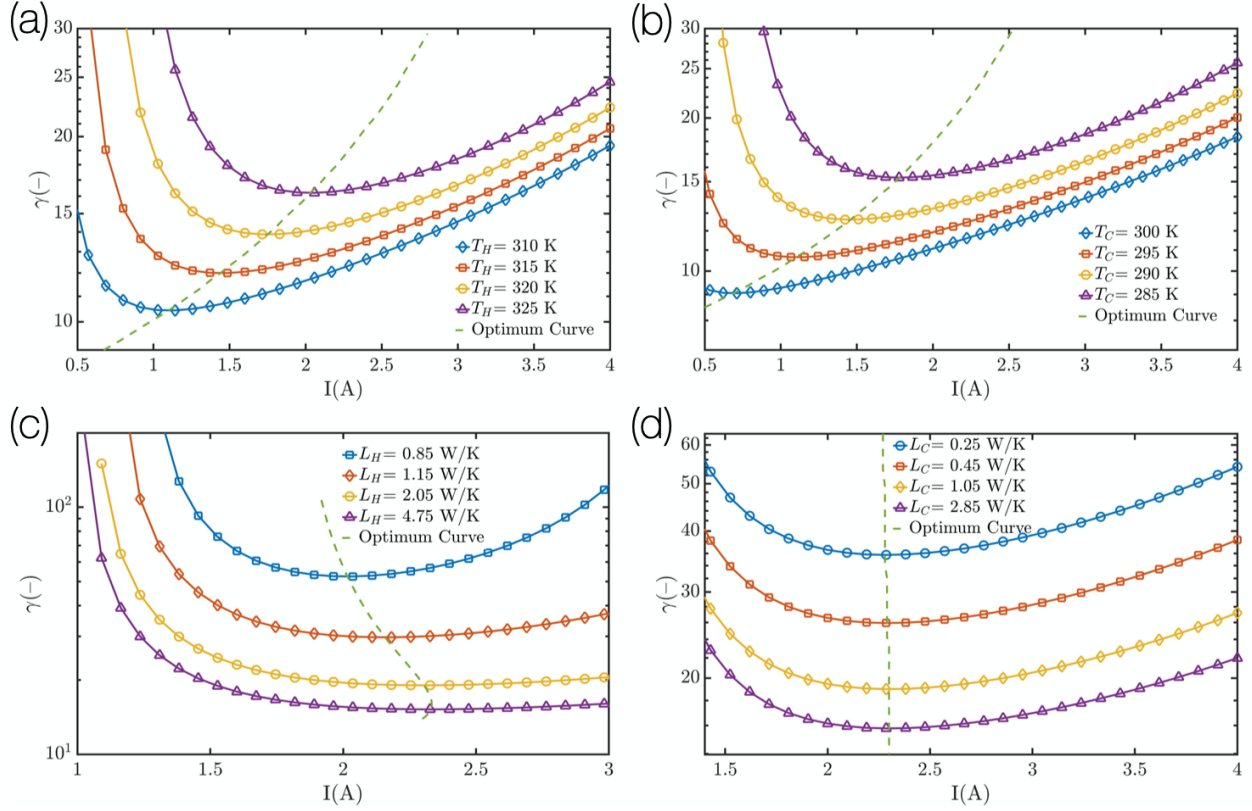 (a)
30
25
20
15
10
γ(−)
0.5 1 1.5 2 2.5 3 3.5 4
I(A)
T_H= 310 K
T_H= 315 K
T_H= 320 K
T_H= 325 K
Optimum Curve
(b)
30
25
20
15
10
γ(−)
0.5 1 1.5 2 2.5 3 3.5 4
I(A)
T_C= 300 K
T_C= 295 K
T_C= 290 K
T_C= 285 K
Optimum Curve
(c)
10²
10¹
γ(−)
1 1.5 2 2.5 3
I(A)
L_H= 0.85 W/K
L_H= 1.15 W/K
L_H= 2.05 W/K
L_H= 4.75 W/K
Optimum Curve
(d)
60
50
40
30
20
γ(−)
1.5 2 2.5 3 3.5 4
I(A)
L_C= 0.25 W/K
L_C= 0.45 W/K
L_C= 1.05 W/K
L_C= 2.85 W/K
Optimum Curve